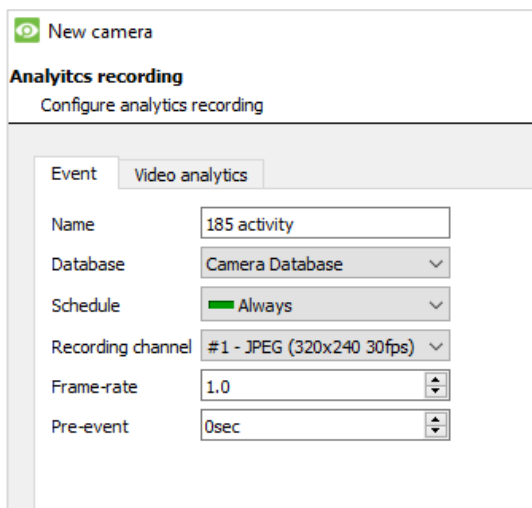 New camera
Analyitcs recording
Configure analytics recording
Event Video analytics
Name 185 activity
Database Camera Database
Schedule Always
Recording channel #1 - JPEG (320x240 30fps)
Frame-rate 1.0
Pre-event 0sec